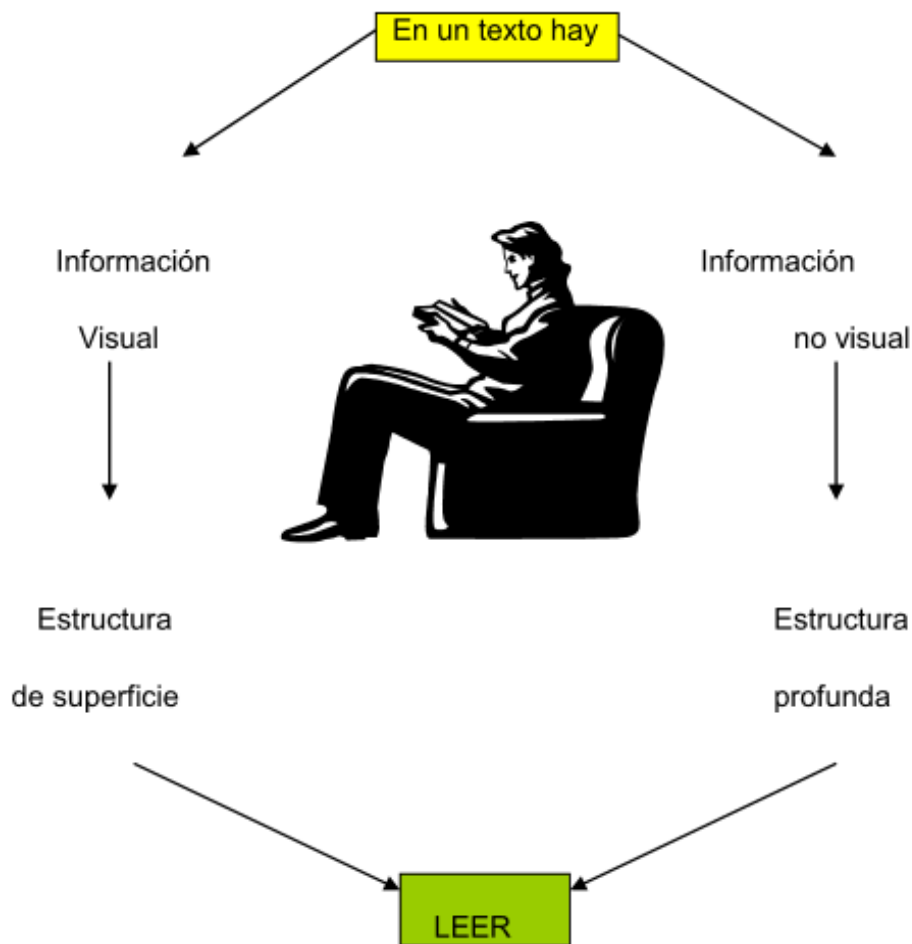 En un texto hay
Información
Visual
Información
no visual
Estructura
de superficie
Estructura
profunda
LEER